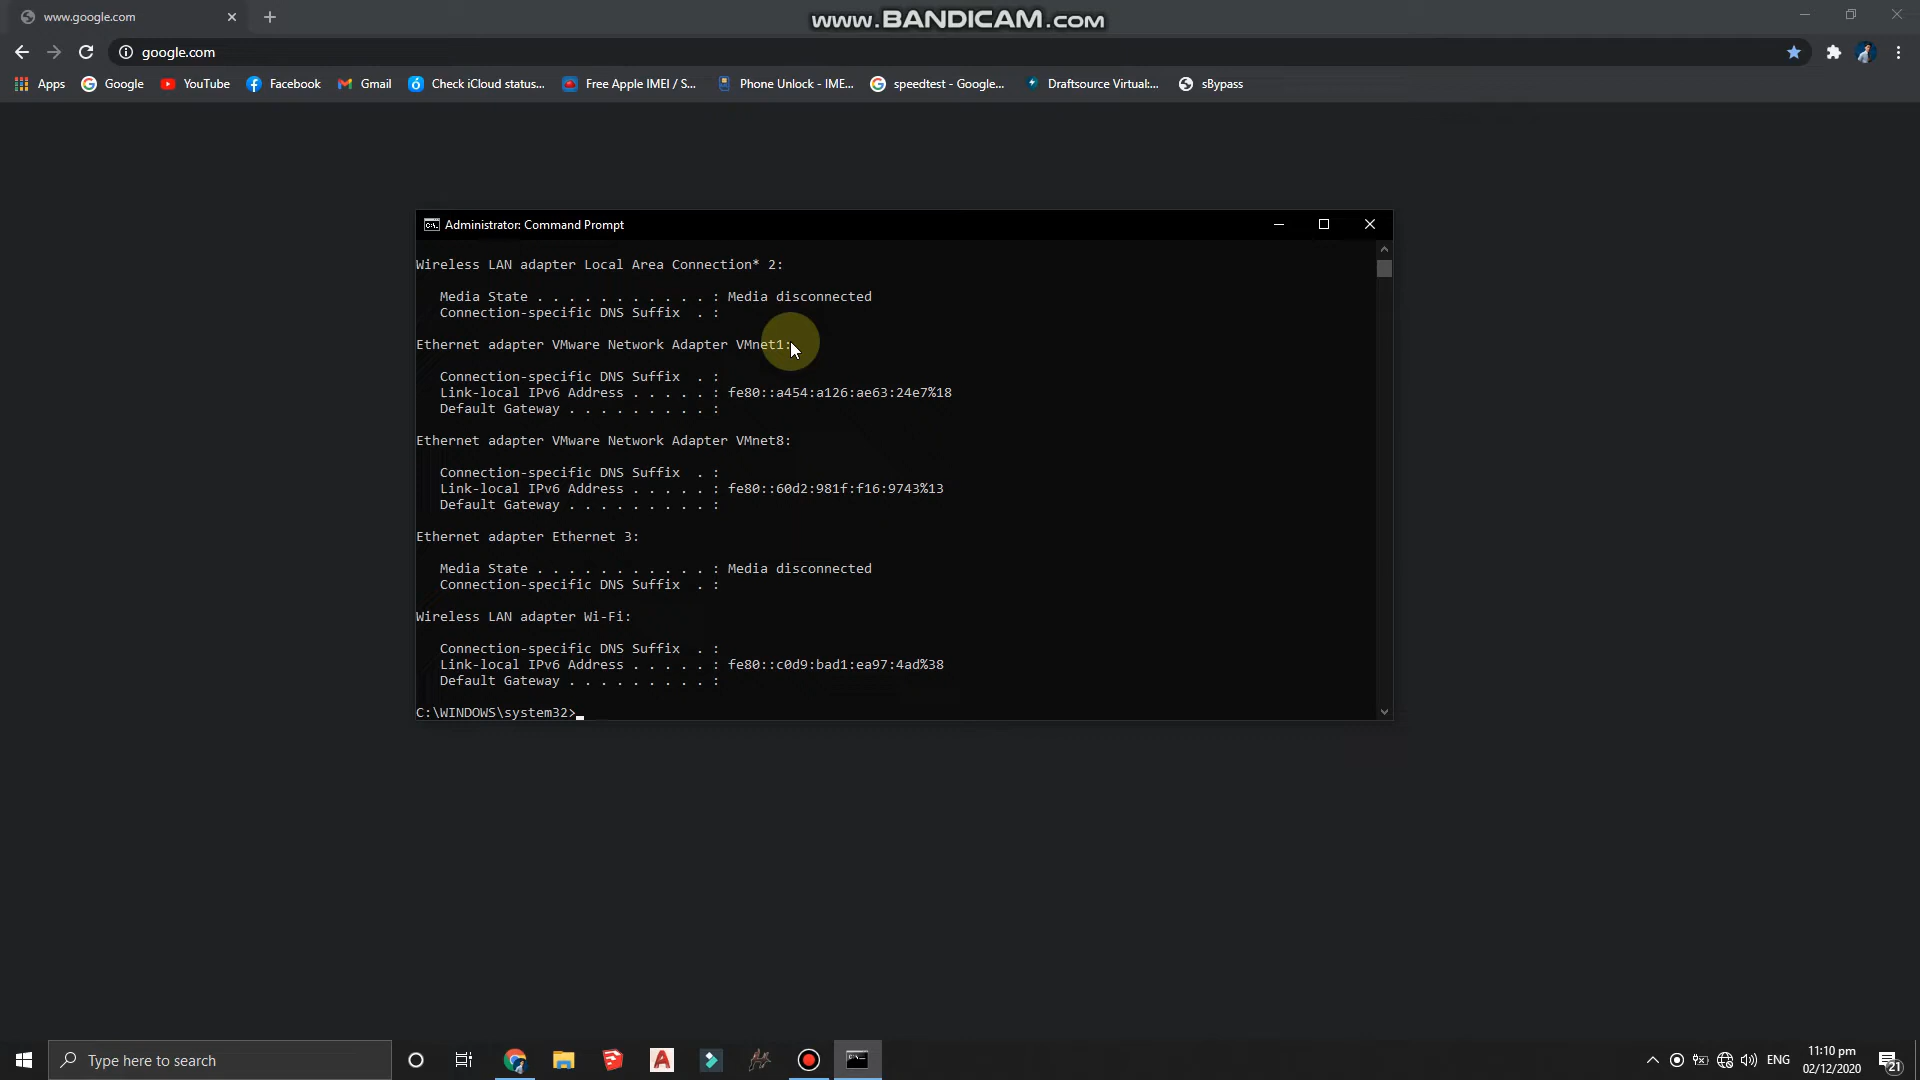 www.google.com
www.BANDICAM.com
google.com
Apps Google YouTube Facebook Gmail Check iCloud status... Free Apple IMEI / S... Phone Unlock - IME... speedtest - Google... Draftsource Virtual:... sBypass
Administrator: Command Prompt
Wireless LAN adapter Local Area Connection* 2:
Media State . . . . . . . . . . . : Media disconnected
Connection-specific DNS Suffix  . :
Ethernet adapter VMware Network Adapter VMnet1:
Connection-specific DNS Suffix  . :
Link-local IPv6 Address . . . . . : fe80::a454:a126:ae63:24e7%18
Default Gateway . . . . . . . . . :
Ethernet adapter VMware Network Adapter VMnet8:
Connection-specific DNS Suffix  . :
Link-local IPv6 Address . . . . . : fe80::60d2:981f:f16:9743%13
Default Gateway . . . . . . . . . :
Ethernet adapter Ethernet 3:
Media State . . . . . . . . . . . : Media disconnected
Connection-specific DNS Suffix  . :
Wireless LAN adapter Wi-Fi:
Connection-specific DNS Suffix  . :
Link-local IPv6 Address . . . . . : fe80::c0d9:bad1:ea97:4ad%38
Default Gateway . . . . . . . . . :
C:\WINDOWS\system32>
Type here to search
ENG
11:10 pm
02/12/2020
21